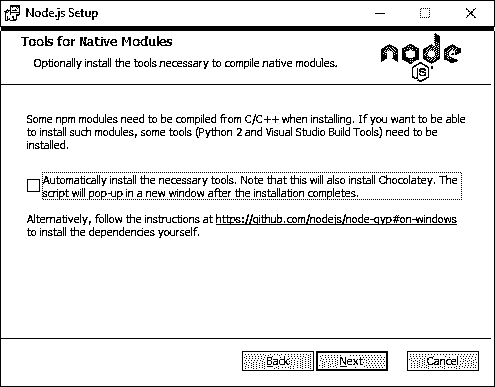 Node.js Setup
Tools for Native Modules
Optionally install the tools necessary to compile native modules.
node
JS
Some npm modules need to be compiled from C/C++ when installing. If you want to be able
to install such modules, some tools (Python 2 and Visual Studio Build Tools) need to be
installed.
Automatically install the necessary tools. Note that this will also install Chocolatey. The
script will pop-up in a new window after the installation completes.
Alternatively, follow the instructions at https://github.com/nodejs/node-gyp#on-windows
to install the dependencies yourself.
Back Next Cancel